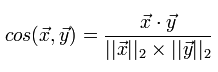 cos(x⃗, y⃗) = (x⃗ · y⃗) / (||x⃗||₂ × ||y⃗||₂)